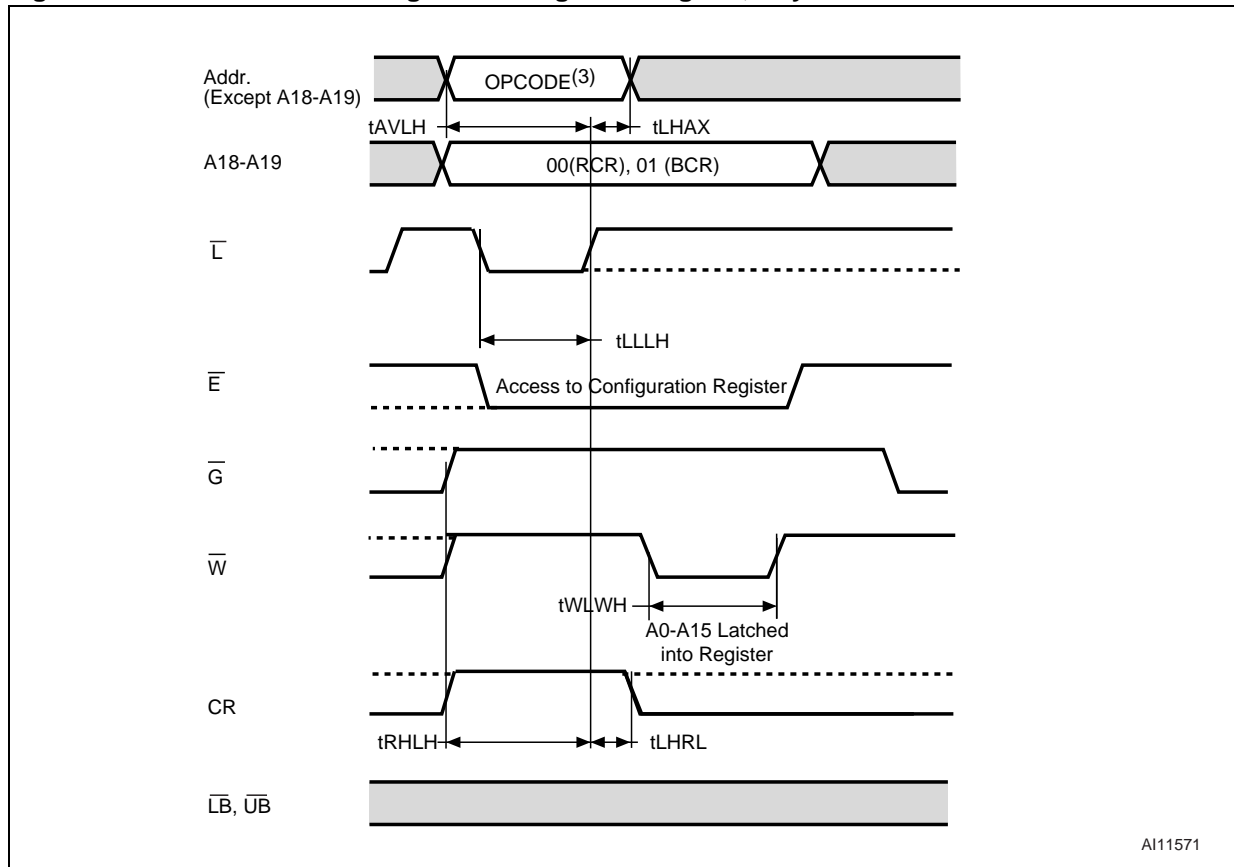 Addr.
(Except A18-A19)
OPCODE(3)
tAVLH
tLHAX
A18-A19
00(RCR), 01 (BCR)
L
tLLLH
E
Access to Configuration Register
G
W
tWLWH
A0-A15 Latched
into Register
CR
tRHLH
tLHRL
LB, UB
AI11571